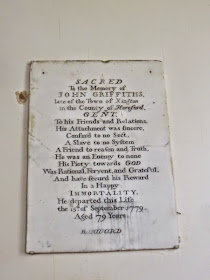 SACRED
To the Memory of
JOHN GRIFFITHS,
late of the Town of Kington
in the County of Hereford,
GENT.
To his Friends and Relations
His Attachment was sincere,
Confin'd to no Sect,
A Slave to no System
A Friend to reason and Truth,
He was an Enemy to none
His Piety towards GOD
Was Rational, Fervent, and Grateful,
And have secur'd his Reward
In a Happy
IMMORTALITY.
He departed this Life
the 15th of September 1779
Aged 79 Years.